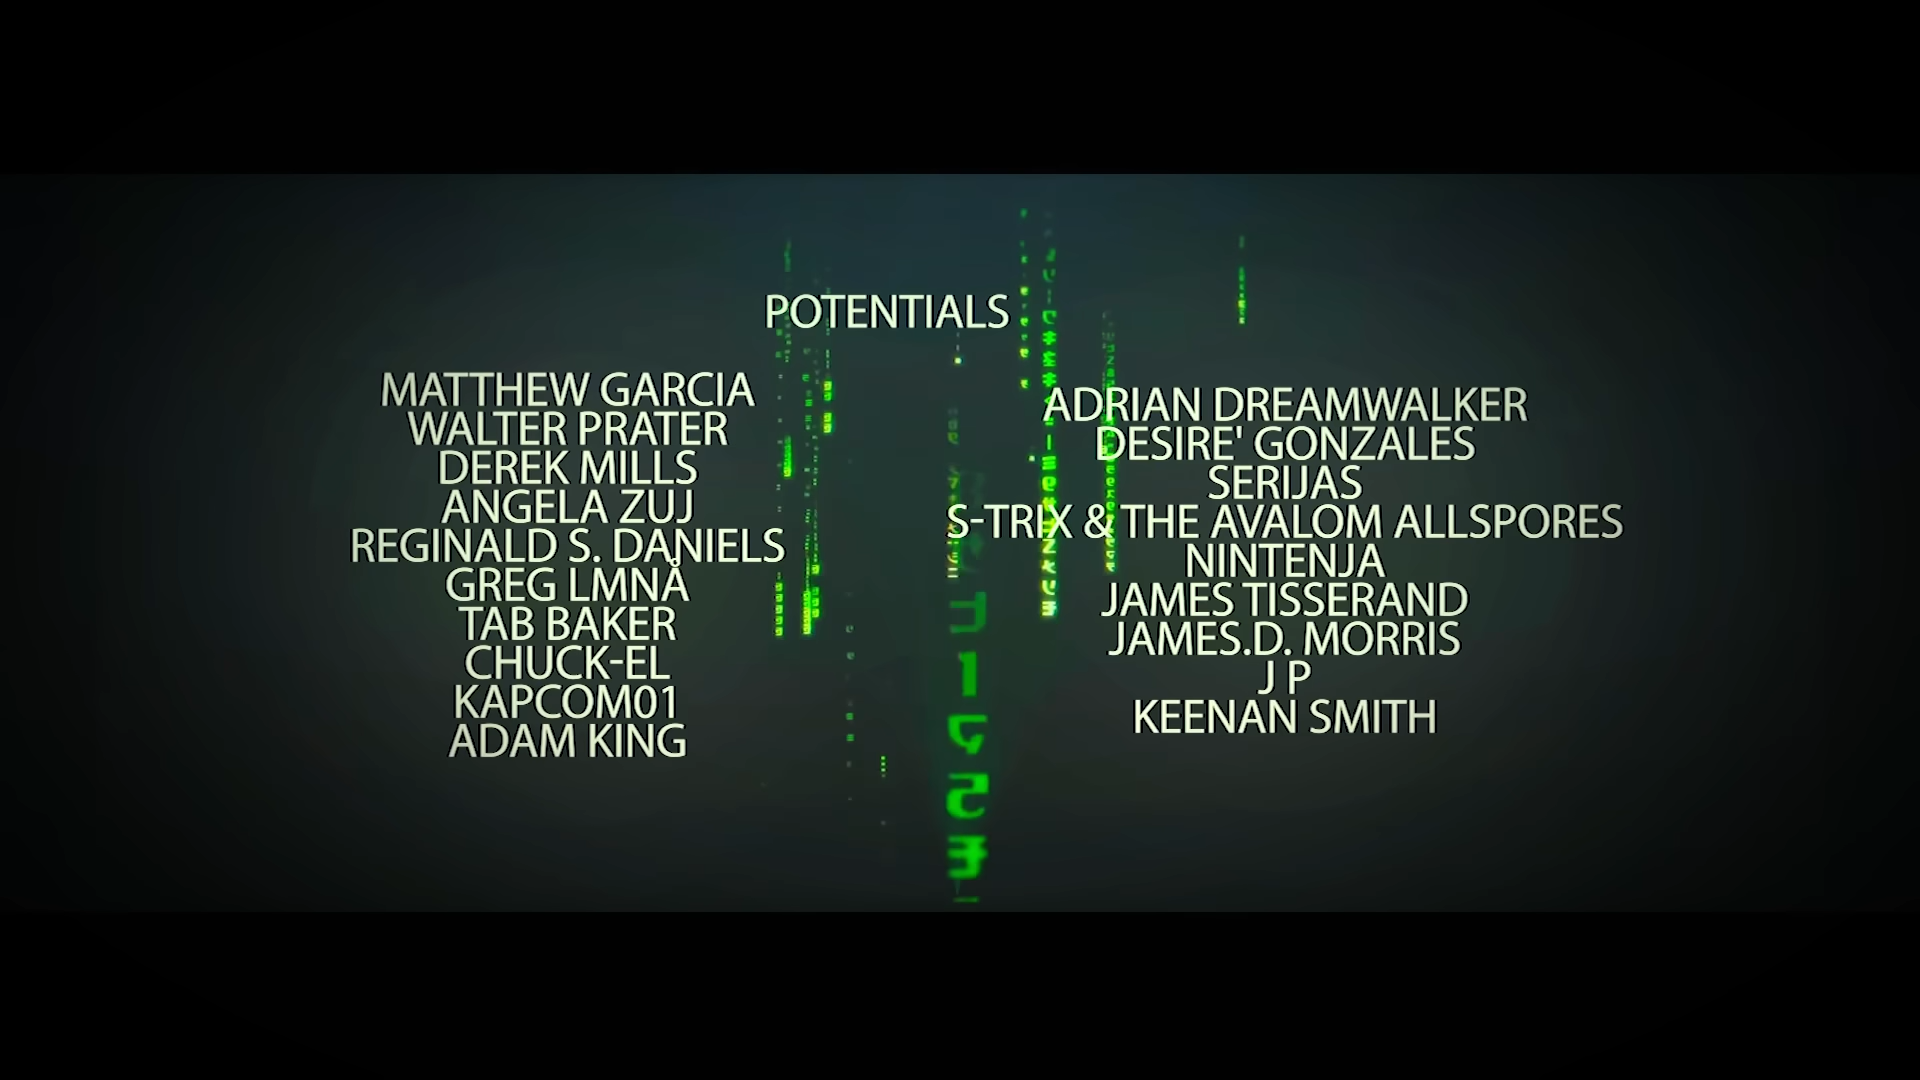 POTENTIALS
MATTHEW GARCIA
WALTER PRATER
DEREK MILLS
ANGELA ZUJ
REGINALD S. DANIELS
GREG LMNÅ
TAB BAKER
CHUCK-EL
KAPCOM01
ADAM KING
ADRIAN DREAMWALKER
DESIRE' GONZALES
SERIJAS
S-TRIX & THE AVALOM ALLSPORES
NINTENJA
JAMES TISSERAND
JAMES.D. MORRIS
J P
KEENAN SMITH